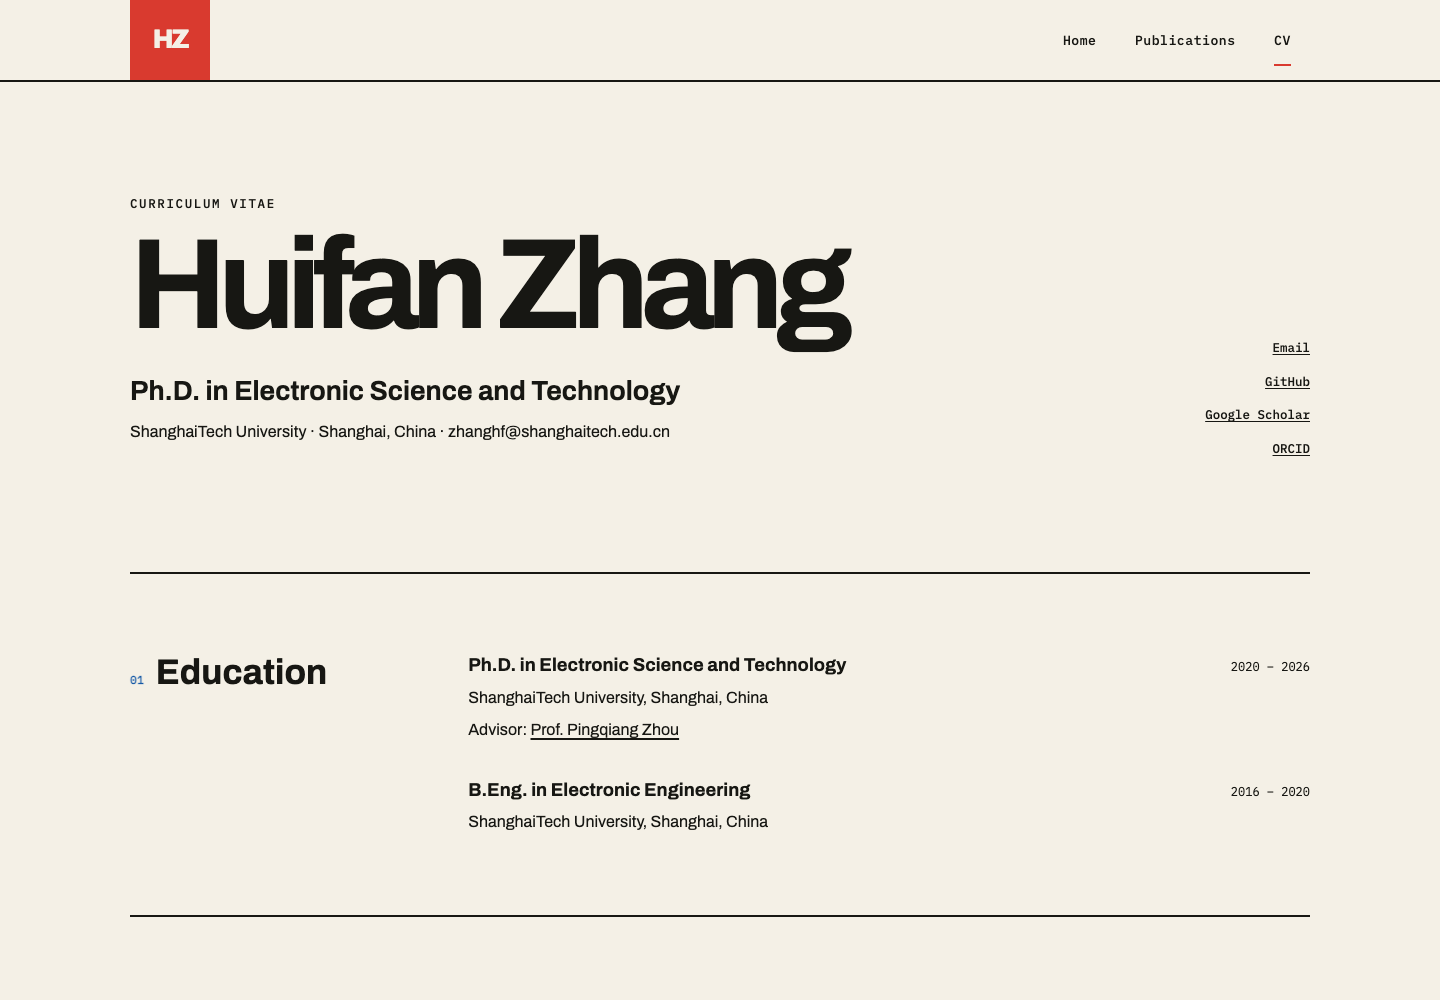 HZ
Home Publications CV
CURRICULUM VITAE
Huifan Zhang
Ph.D. in Electronic Science and Technology
ShanghaiTech University · Shanghai, China · zhanghf@shanghaitech.edu.cn
Email
GitHub
Google Scholar
ORCID
01 Education
Ph.D. in Electronic Science and Technology 2020 – 2026
ShanghaiTech University, Shanghai, China
Advisor: Prof. Pingqiang Zhou
B.Eng. in Electronic Engineering 2016 – 2020
ShanghaiTech University, Shanghai, China